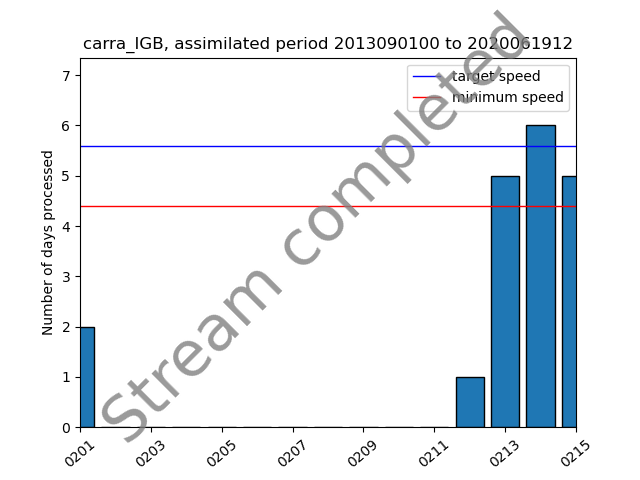 carra_IGB, assimilated period 2013090100 to 2020061912
target speed
minimum speed
Number of days processed
7
6
5
4
3
2
1
0
0201 0203 0205 0207 0209 0211 0213 0215
Stream completed